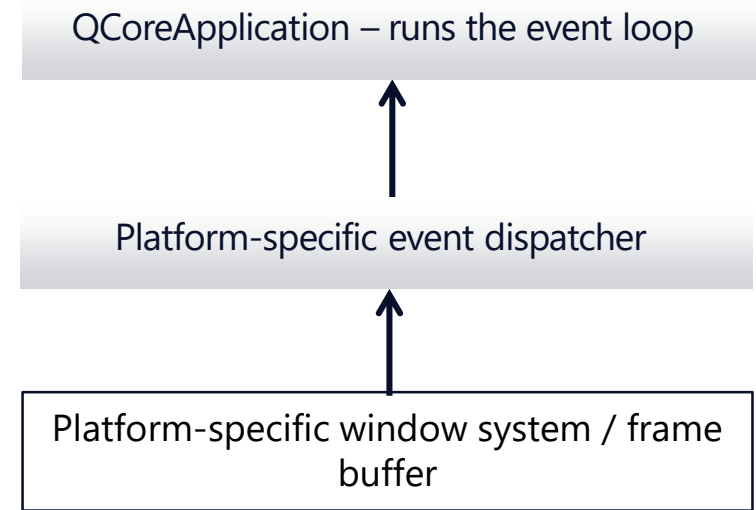 QCoreApplication – runs the event loop
Platform-specific event dispatcher
Platform-specific window system / frame
buffer